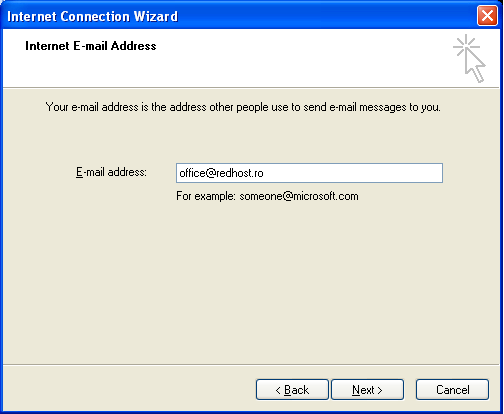 Internet Connection Wizard
Internet E-mail Address
Your e-mail address is the address other people use to send e-mail messages to you.
E-mail address: office@redhost.ro
For example: someone@microsoft.com
< Back Next > Cancel